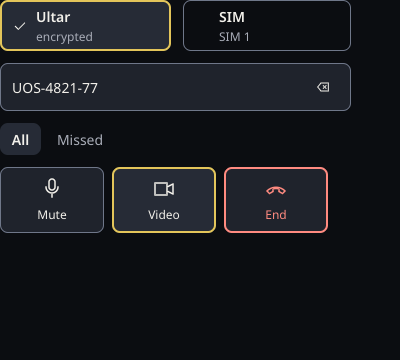 Ultar
encrypted
SIM
SIM 1
UOS-4821-77
All
Missed
Mute
Video
End